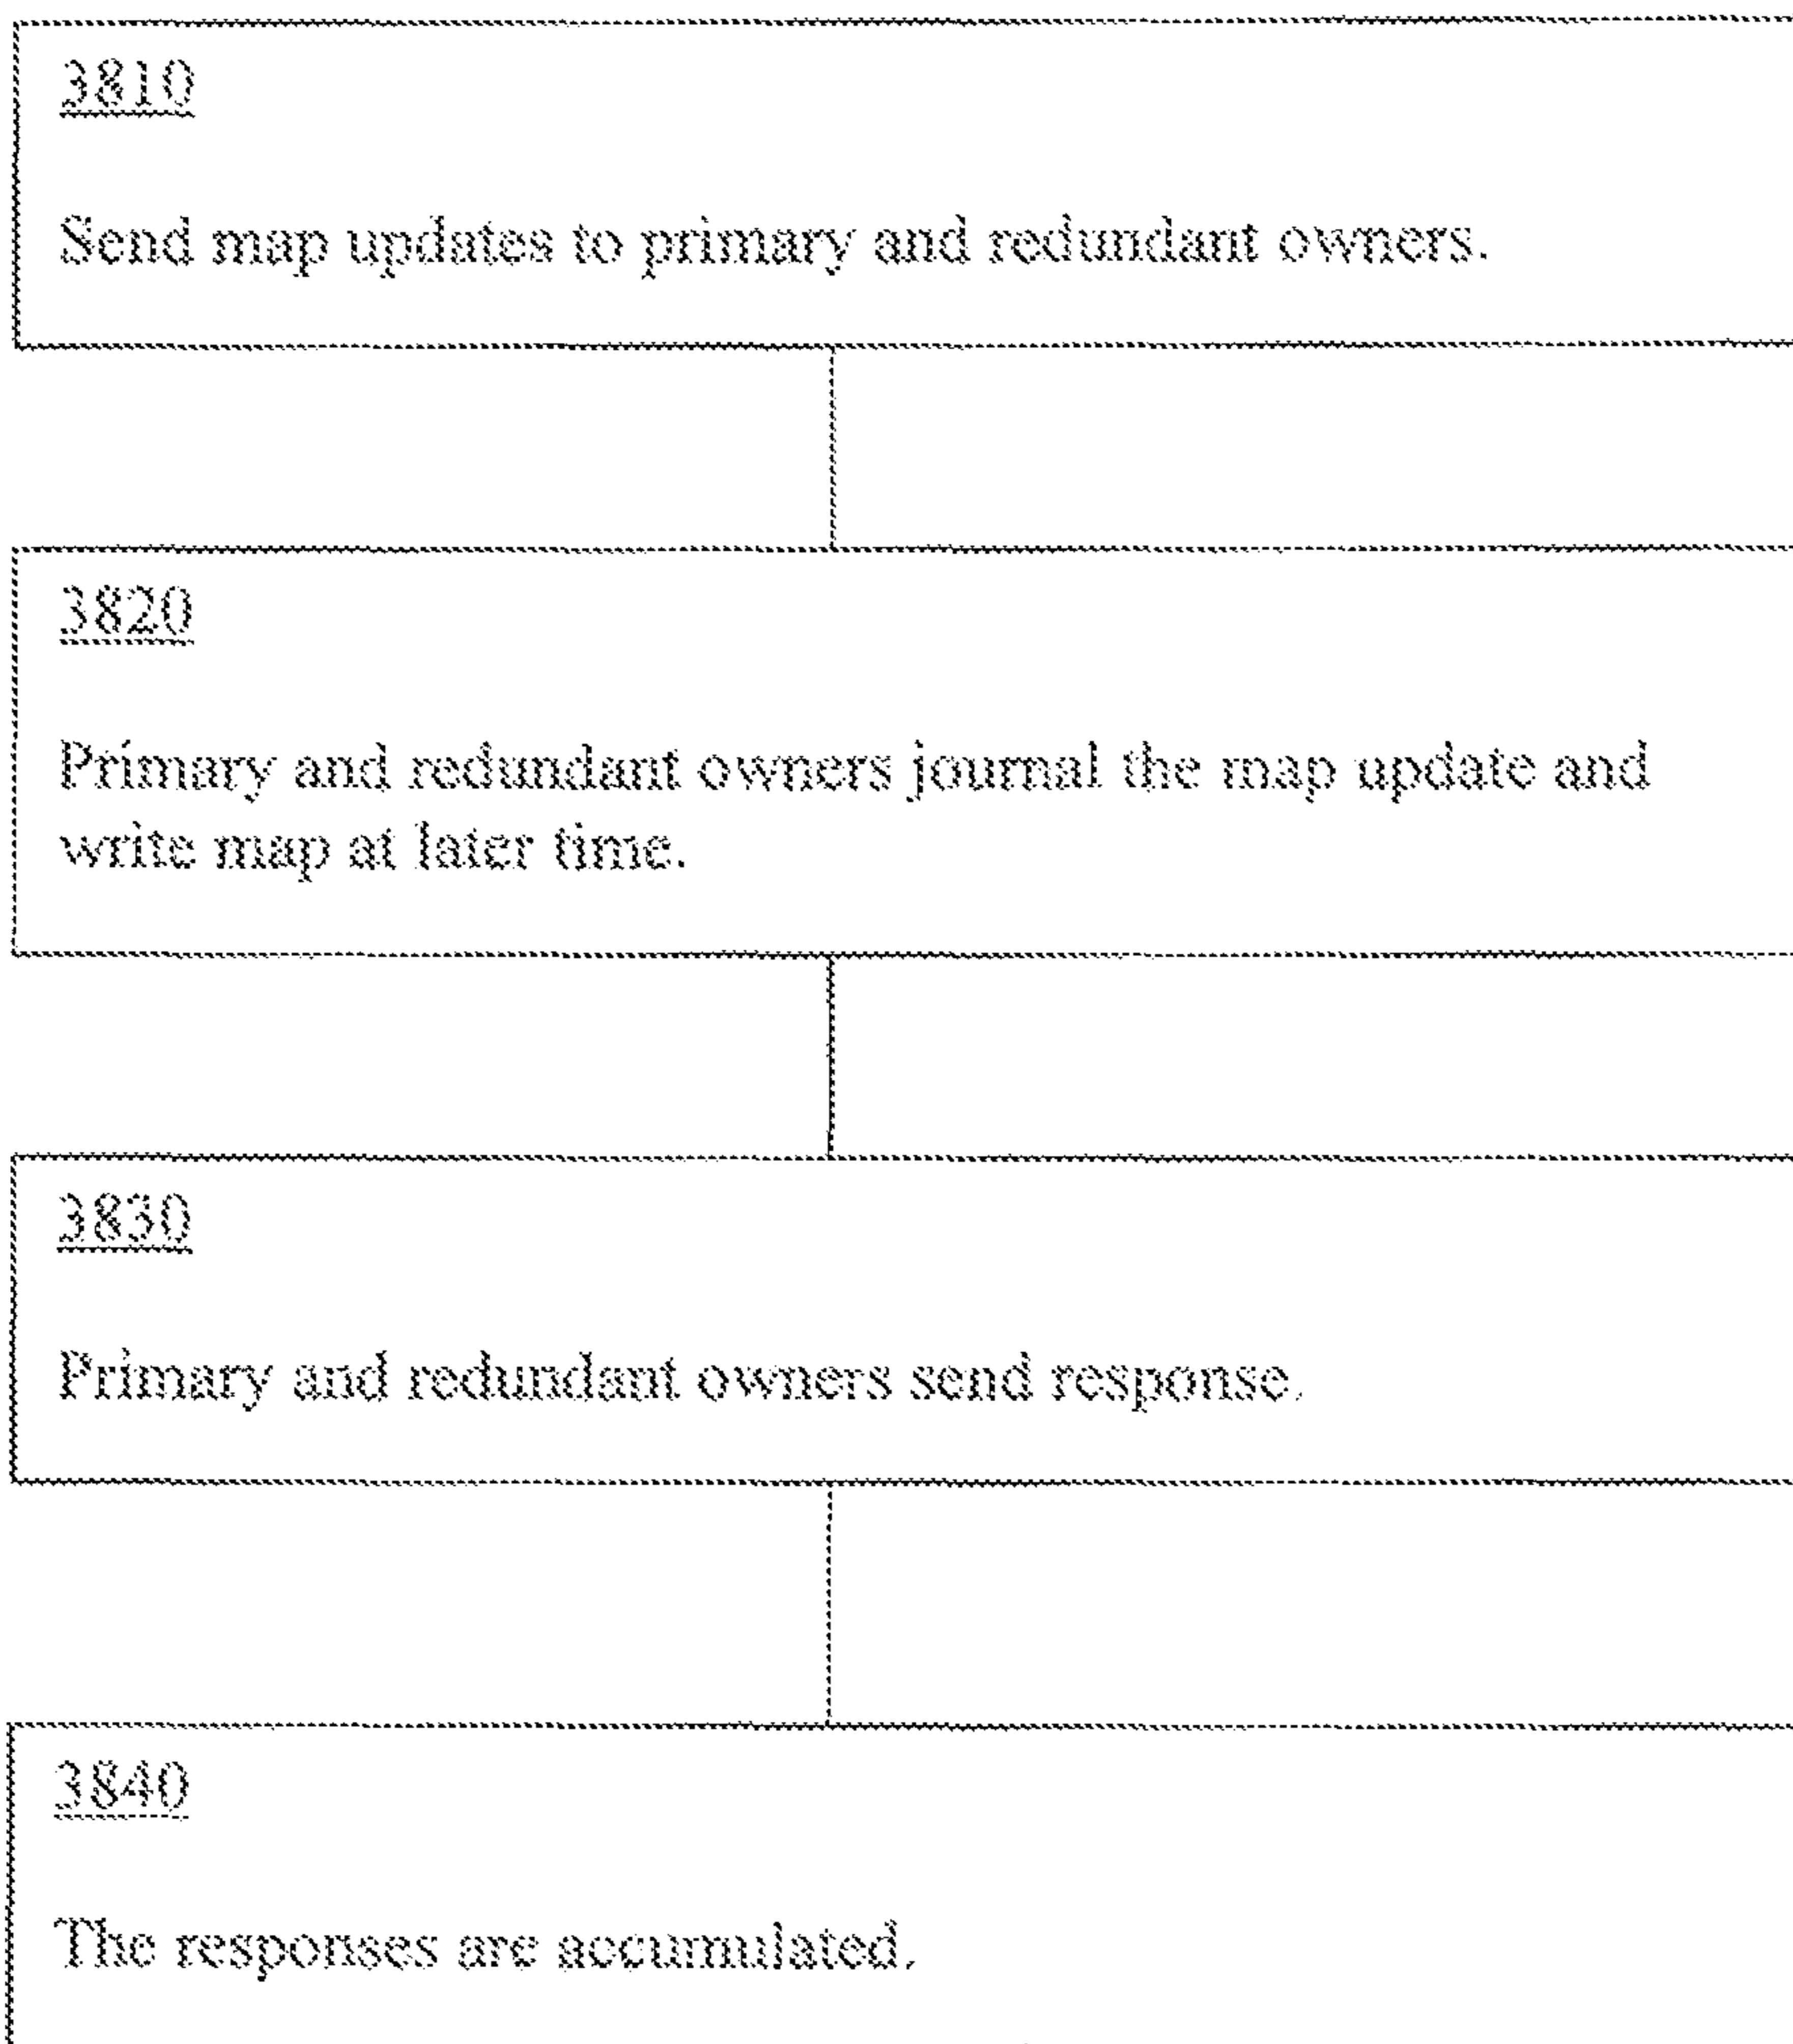 3810
Send map updates to primary and redundant owners.
3820
Primary and redundant owners journal the map update and
write map at later time.
3830
Primary and redundant owners send response.
3840
The responses are accumulated.